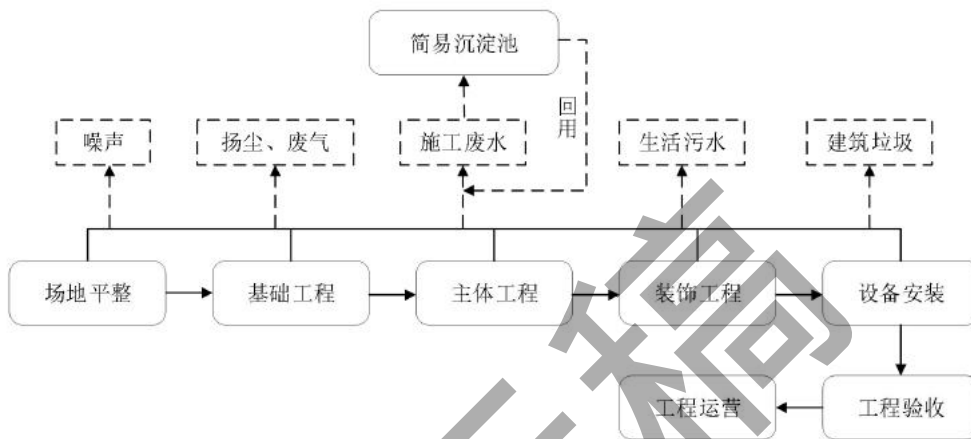 简易沉淀池
回用
噪声
扬尘、废气
施工废水
生活污水
建筑垃圾
场地平整
基础工程
主体工程
装饰工程
设备安装
工程运营
工程验收
稿